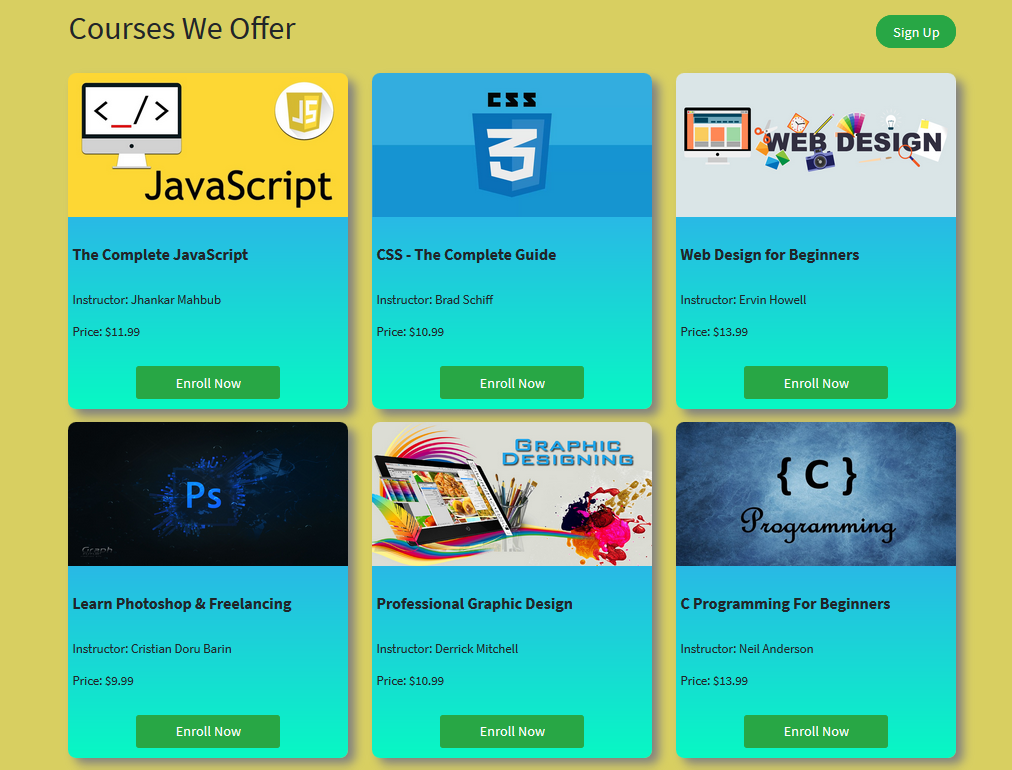 Courses We Offer
Sign Up
<_/>
JS
JavaScript
CSS
3
WEB DESIGN
The Complete JavaScript
CSS - The Complete Guide
Web Design for Beginners
Instructor: Jhankar Mahbub
Instructor: Brad Schiff
Instructor: Ervin Howell
Price: $11.99
Price: $10.99
Price: $13.99
Enroll Now
Enroll Now
Enroll Now
Ps
Graph
GRAPHIC
DESIGNING
{ C }
Programming
Learn Photoshop & Freelancing
Professional Graphic Design
C Programming For Beginners
Instructor: Cristian Doru Barin
Instructor: Derrick Mitchell
Instructor: Neil Anderson
Price: $9.99
Price: $10.99
Price: $13.99
Enroll Now
Enroll Now
Enroll Now